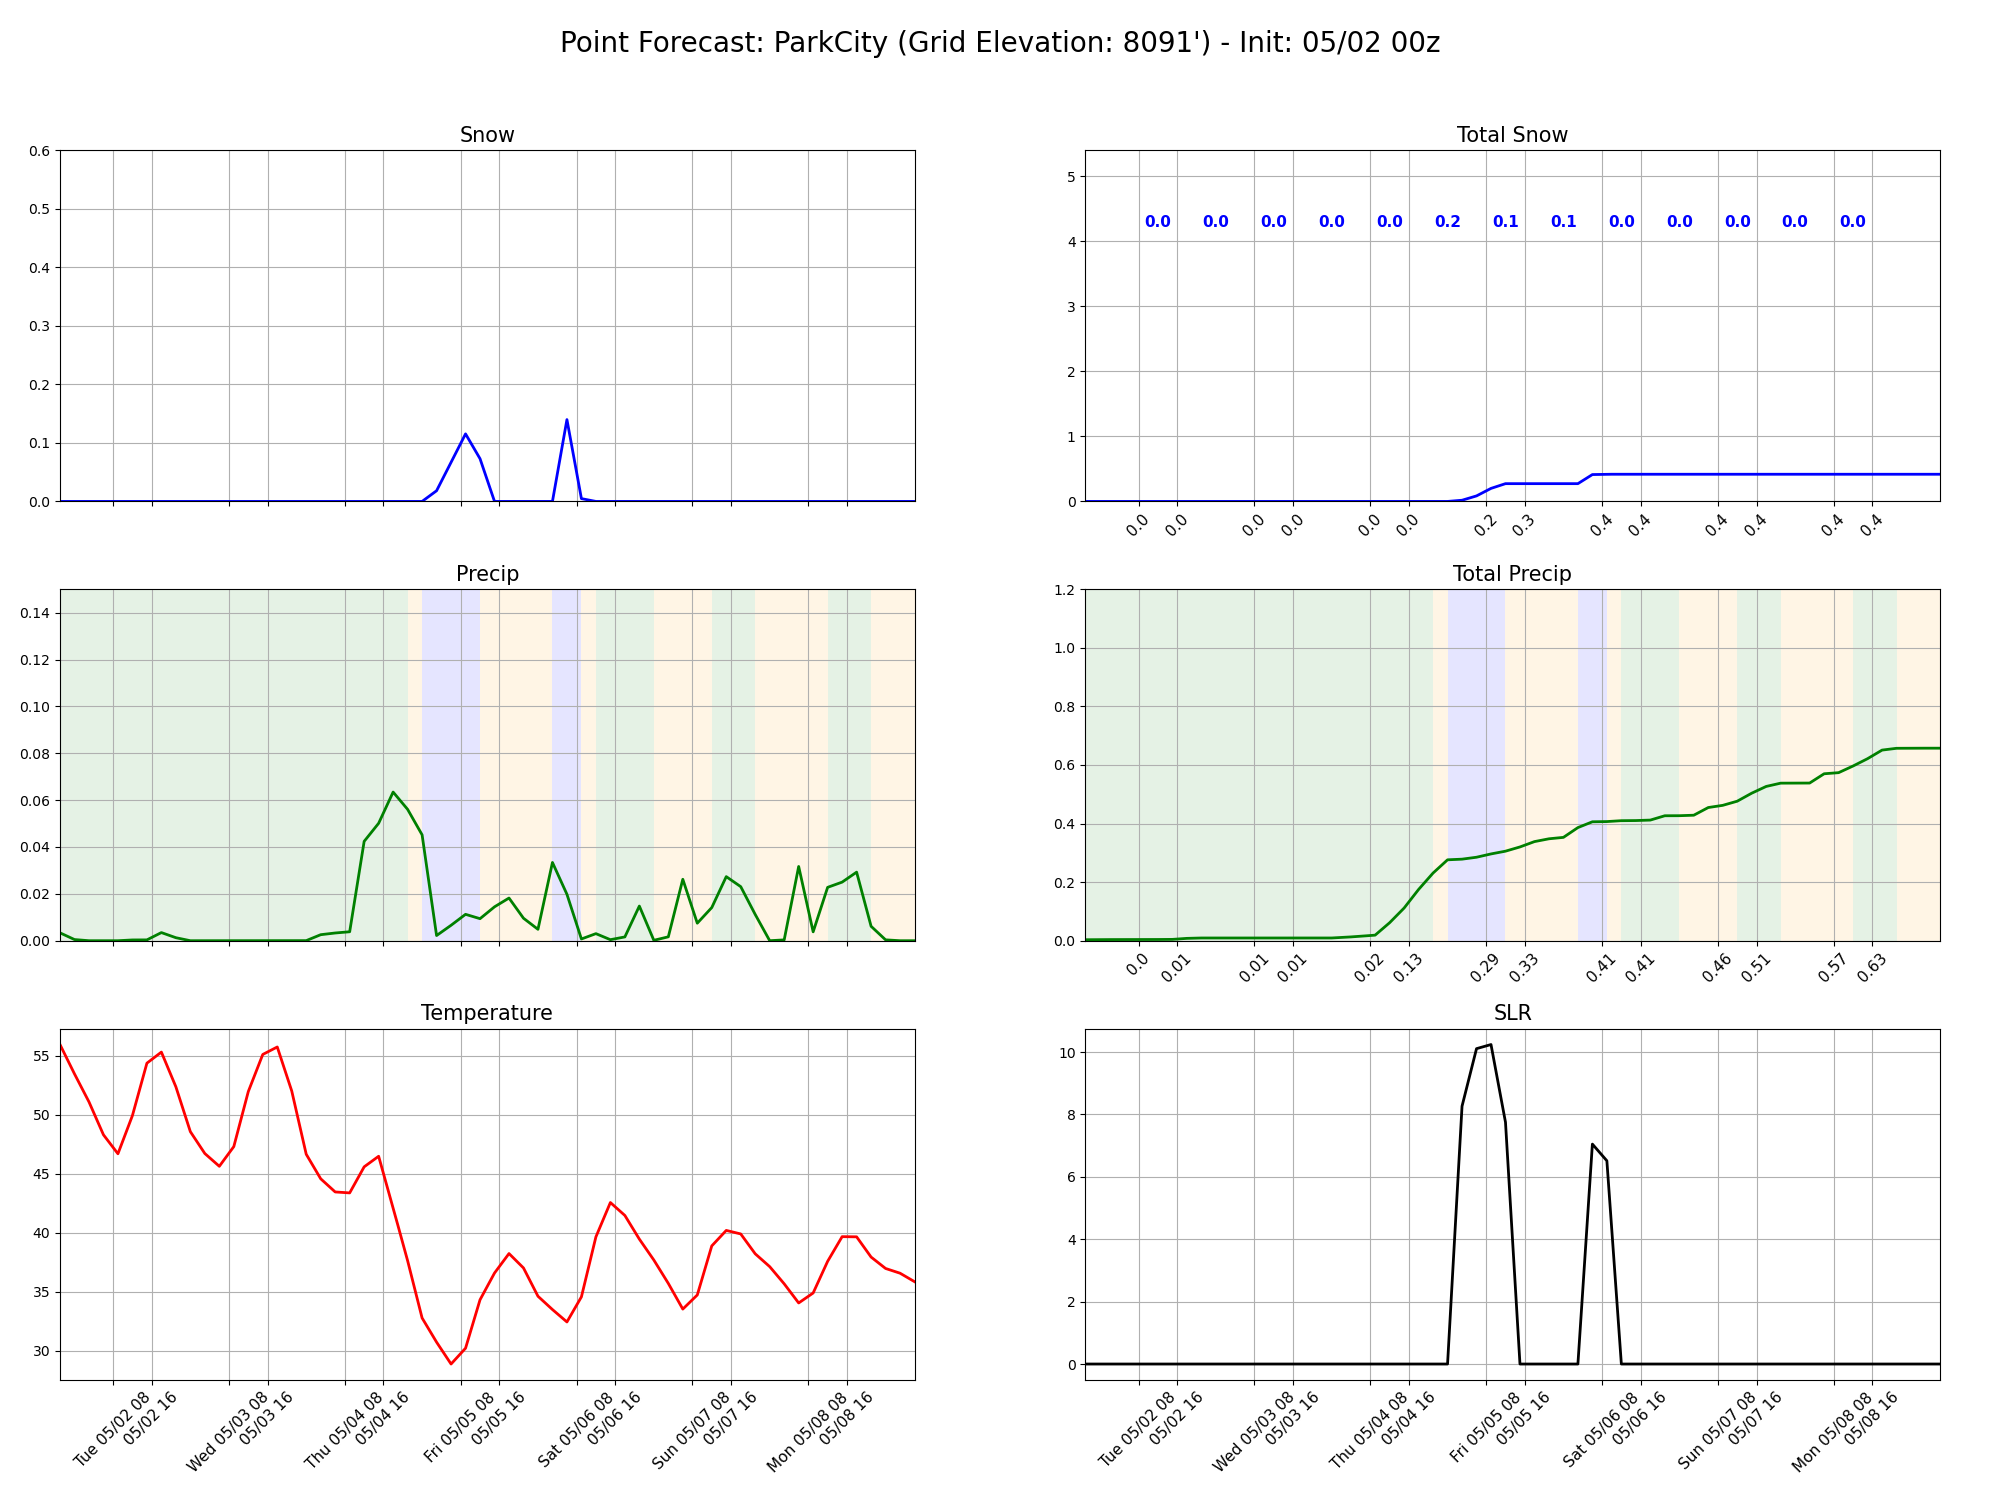 Point Forecast: ParkCity (Grid Elevation: 8091') - Init: 05/02 00z
Snow
0.6
0.5
0.4
0.3
0.2
0.1
0.0
Total Snow
5
4
3
2
1
0
0.0 0.0 0.0 0.0 0.0 0.2 0.1 0.1 0.0 0.0 0.0 0.0 0.0
0.0 0.0 0.0 0.0 0.0 0.0 0.2 0.3 0.4 0.4 0.4 0.4 0.4 0.4
Precip
0.14
0.12
0.10
0.08
0.06
0.04
0.02
0.00
Total Precip
1.2
1.0
0.8
0.6
0.4
0.2
0.0
0.0 0.01 0.01 0.01 0.02 0.13 0.29 0.33 0.41 0.41 0.46 0.51 0.57 0.63
Temperature
55
50
45
40
35
30
Tue 05/02 08
05/02 16
Wed 05/03 08
05/03 16
Thu 05/04 08
05/04 16
Fri 05/05 08
05/05 16
Sat 05/06 08
05/06 16
Sun 05/07 08
05/07 16
Mon 05/08 08
05/08 16
SLR
10
8
6
4
2
0
Tue 05/02 08
05/02 16
Wed 05/03 08
05/03 16
Thu 05/04 08
05/04 16
Fri 05/05 08
05/05 16
Sat 05/06 08
05/06 16
Sun 05/07 08
05/07 16
Mon 05/08 08
05/08 16